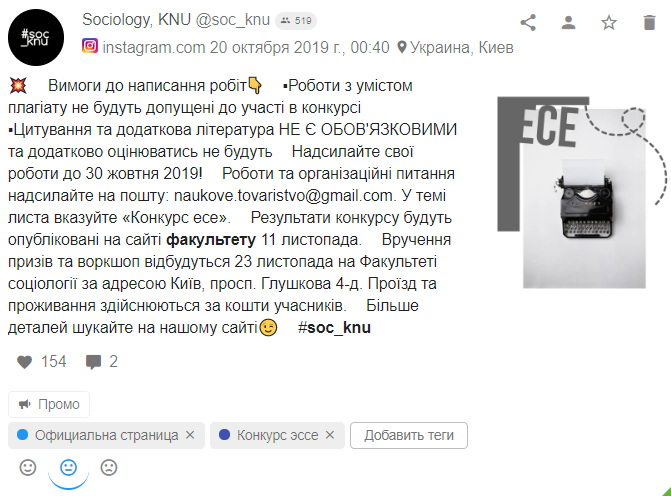 #soc
_knu
Sociology, KNU @soc_knu 519
instagram.com 20 октября 2019 г., 00:40 Украина, Киев
💥 Вимоги до написання робіт👇 ▪Роботи з умістом
плагіату не будуть допущені до участі в конкурсі
▪Цитування та додаткова література НЕ Є ОБОВ'ЯЗКОВИМИ
та додатково оцінюватись не будуть Надсилайте свої
роботи до 30 жовтня 2019! Роботи та організаційні питання
надсилайте на пошту: naukove.tovaristvo@gmail.com. У темі
листа вказуйте «Конкурс есе». Результати конкурсу будуть
опубліковані на сайті факультету 11 листопада. Вручення
призів та воркшоп відбудуться 23 листопада на Факультеті
соціології за адресою Київ, просп. Глушкова 4-д. Проїзд та
проживання здійснюються за кошти учасників. Більше
деталей шукайте на нашому сайті😉 #soc_knu
ЕСЕ
154 2
Промо
Официальная страница ✕ Конкурс эссе ✕ Добавить теги